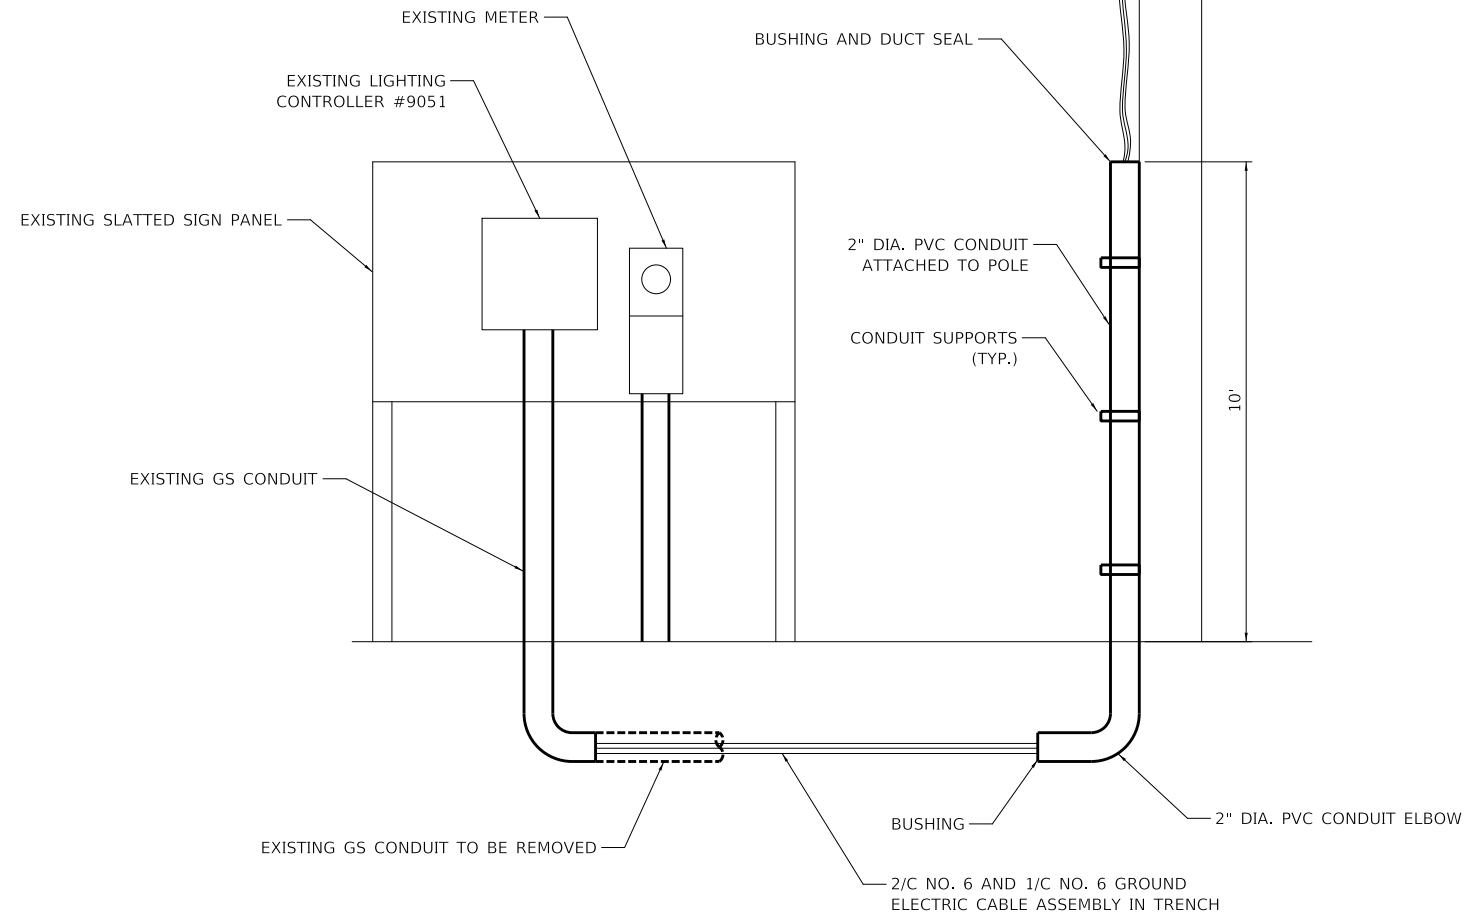 EXISTING METER
BUSHING AND DUCT SEAL
EXISTING LIGHTING
CONTROLLER #9051
EXISTING SLATTED SIGN PANEL
2" DIA. PVC CONDUIT
ATTACHED TO POLE
CONDUIT SUPPORTS
(TYP.)
10'
EXISTING GS CONDUIT
BUSHING
2" DIA. PVC CONDUIT ELBOW
EXISTING GS CONDUIT TO BE REMOVED
2/C NO. 6 AND 1/C NO. 6 GROUND
ELECTRIC CABLE ASSEMBLY IN TRENCH